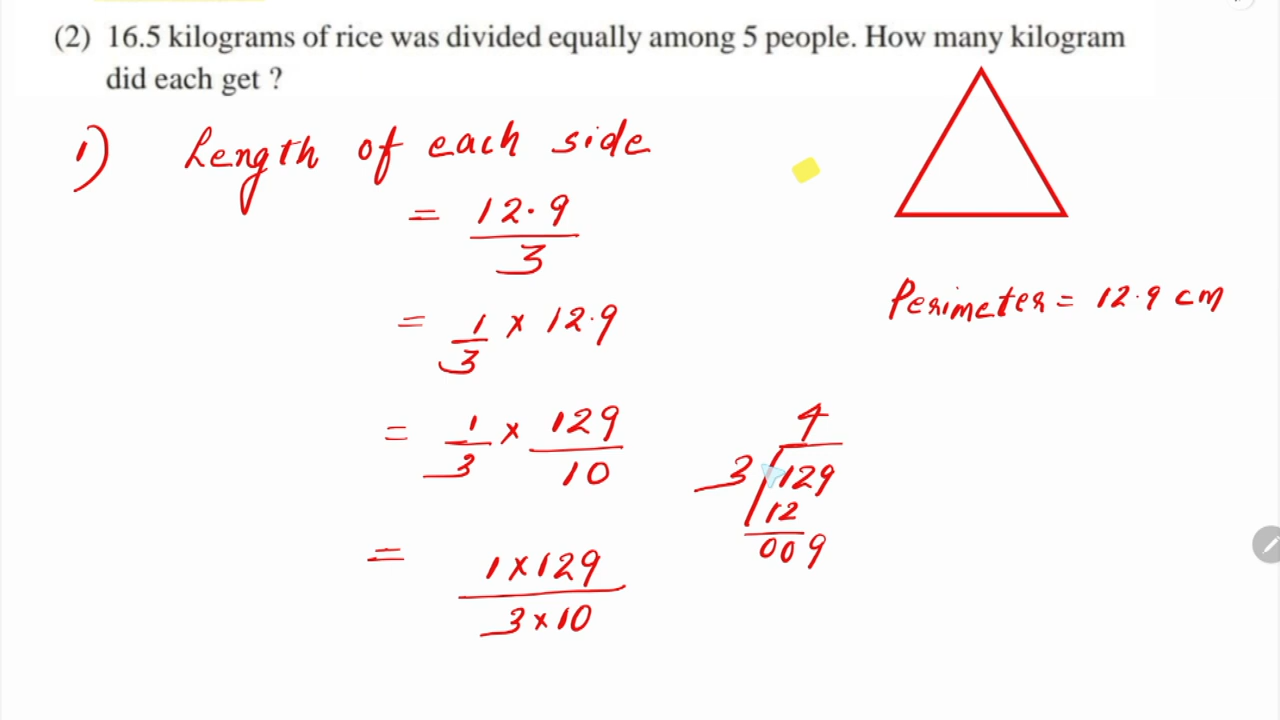 (2) 16.5 kilograms of rice was divided equally among 5 people. How many kilogram
did each get ?
1) Length of each side
= 12.9
3
= 1/3 × 12.9
= 1/3 × 129/10
= 1×129
3×10
Perimeter = 12.9 cm
4
3 129
12
009